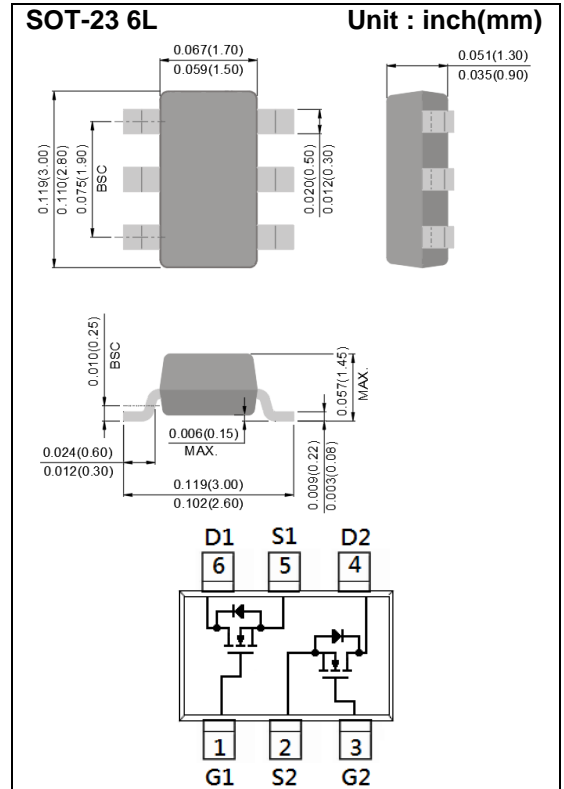 SOT-23 6L Unit : inch(mm)
0.067(1.70)
0.059(1.50)
0.051(1.30)
0.035(0.90)
0.119(3.00)
0.110(2.80)
0.075(1.90)
BSC
0.020(0.50)
0.012(0.30)
0.010(0.25)
BSC
0.057(1.45)
MAX.
0.006(0.15)
MAX.
0.024(0.60)
0.012(0.30)
0.119(3.00)
0.102(2.60)
0.009(0.22)
0.003(0.08)
D1 S1 D2
6 5 4
1 2 3
G1 S2 G2